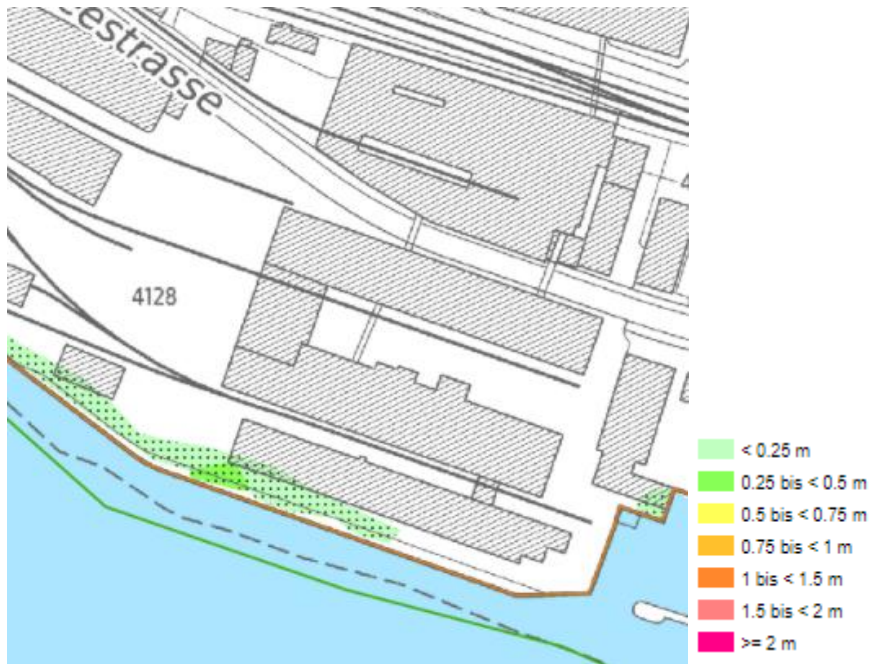 eestrasse
4128
< 0.25 m
0.25 bis < 0.5 m
0.5 bis < 0.75 m
0.75 bis < 1 m
1 bis < 1.5 m
1.5 bis < 2 m
>= 2 m